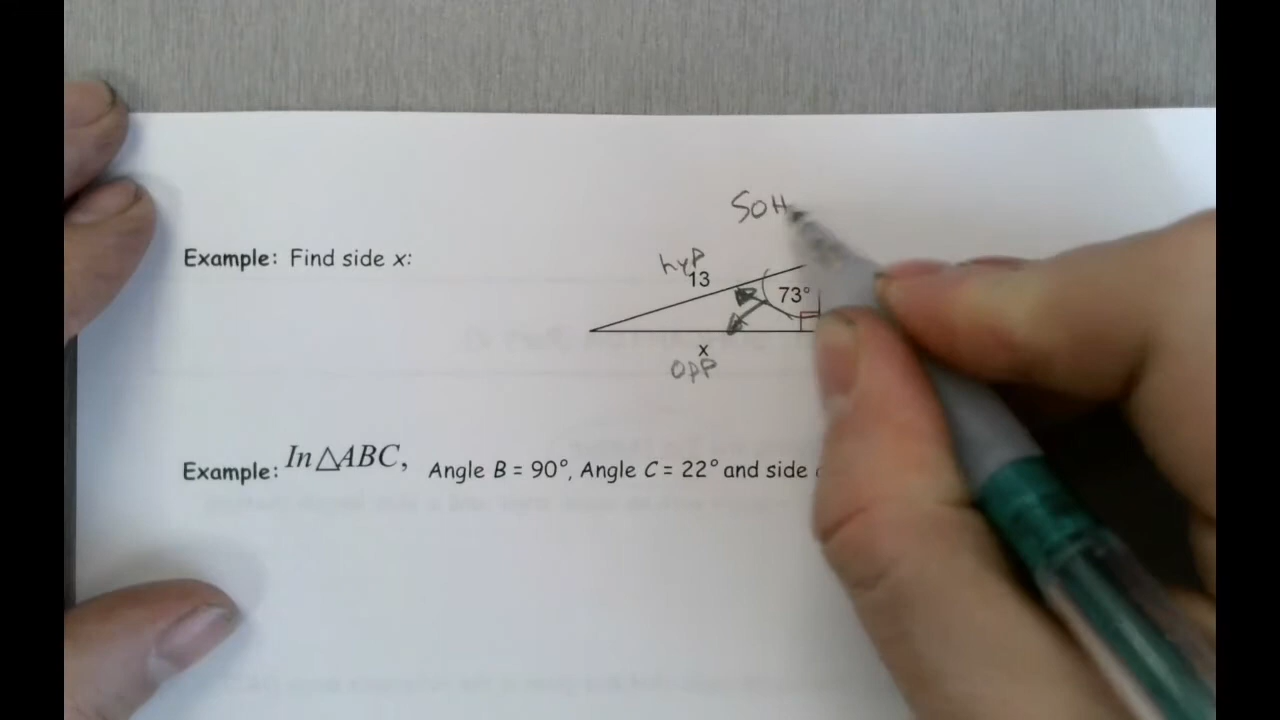 SOH
Example: Find side x:
hyp
13
73°
x
opp
Example: In △ABC, Angle B = 90°, Angle C = 22° and side